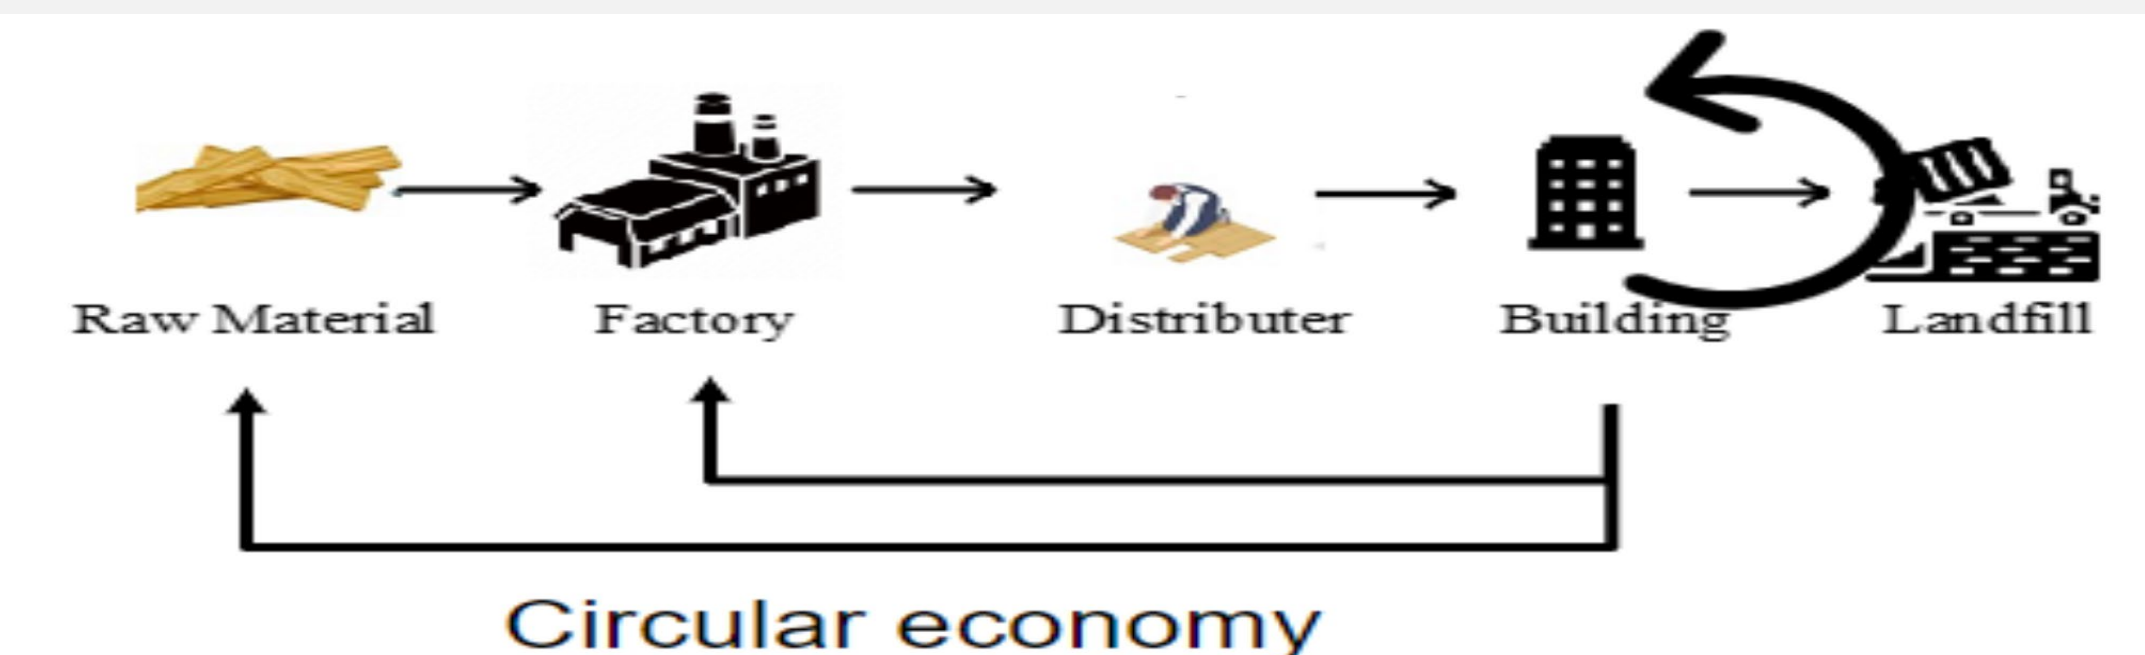 Raw Material Factory Distributer Building Landfill
Circular economy